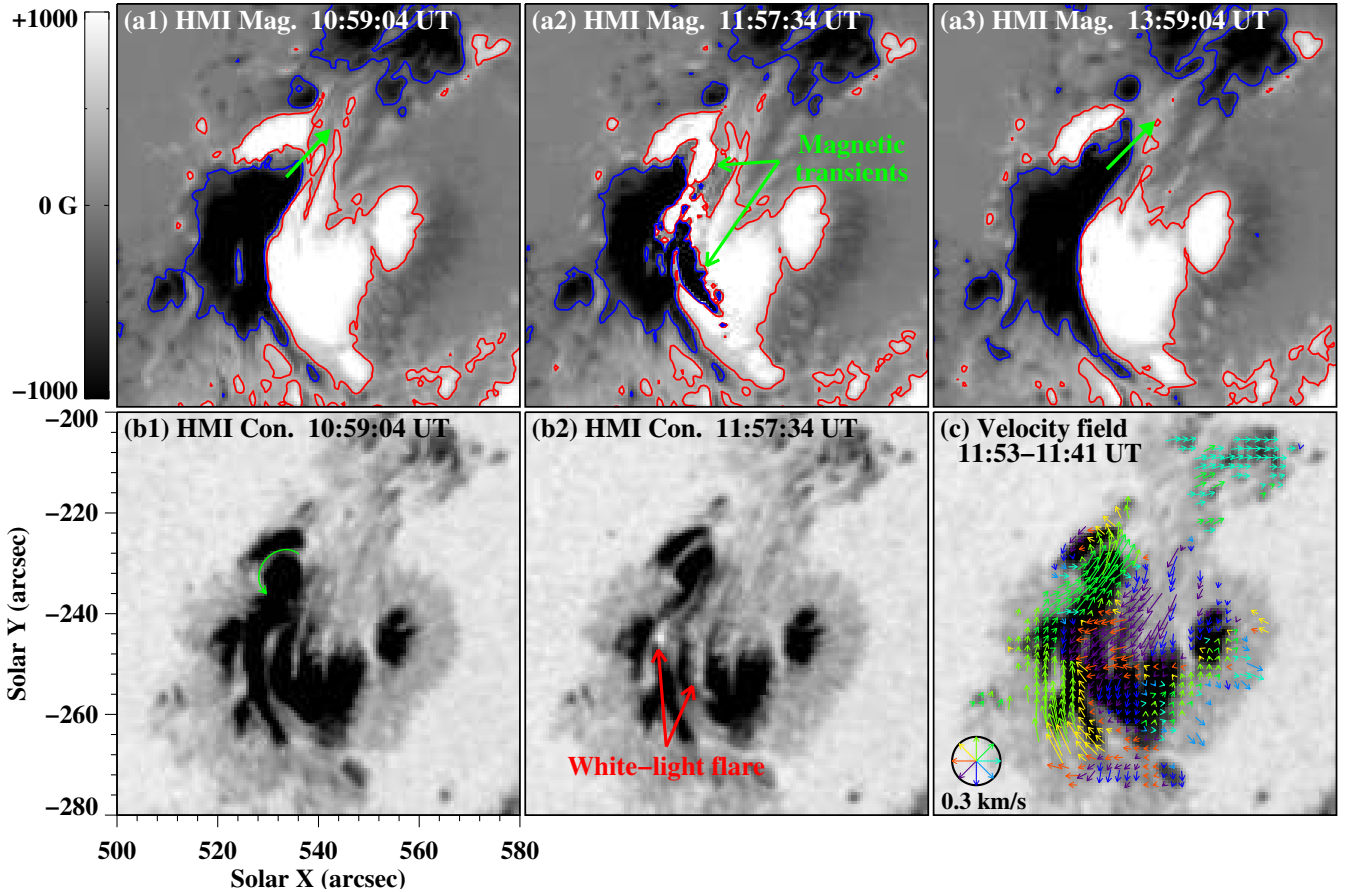 +1000
0 G
−1000
(a1) HMI Mag. 10:59:04 UT
(a2) HMI Mag. 11:57:34 UT
Magnetic
transients
(a3) HMI Mag. 13:59:04 UT
(b1) HMI Con. 10:59:04 UT
(b2) HMI Con. 11:57:34 UT
White−light flare
(c) Velocity field
11:53−11:41 UT
0.3 km/s
−200
−220
−240
−260
−280
Solar Y (arcsec)
500 520 540 560 580
Solar X (arcsec)